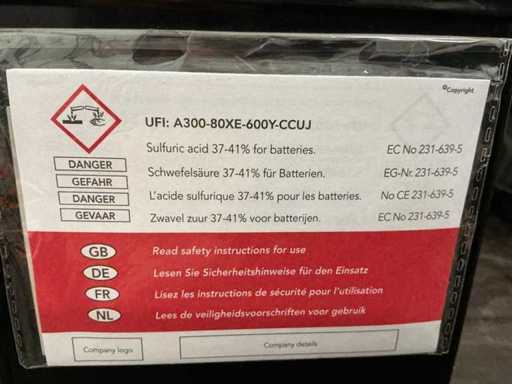 ©Copyright
UFI: A300-80XE-600Y-CCUJ
Sulfuric acid 37-41% for batteries. EC No 231-639-5
DANGER
Schwefelsäure 37-41% für Batterien. EG-Nr. 231-639-5
GEFAHR
L'acide sulfurique 37-41% pour les batteries. No CE 231-639-5
DANGER
Zwavel zuur 37-41% voor batterijen. EC No 231-639-5
GEVAAR
GB Read safety instructions for use
DE Lesen Sie Sicherheitshinweise für den Einsatz
FR Lisez les instructions de sécurité pour l'utilisation
NL Lees de veiligheidsvoorschriften voor gebruik
Company logo Company details